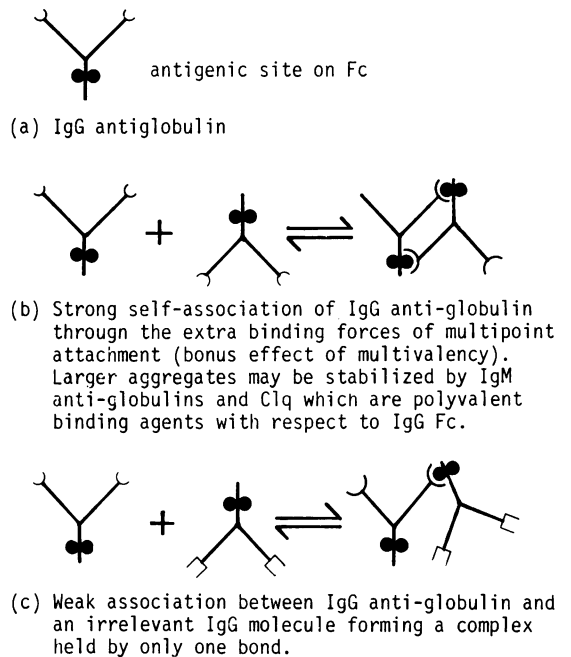 antigenic site on Fc
(a) IgG antiglobulin
(b) Strong self-association of IgG anti-globulin
througn the extra binding forces of multipoint
attachment (bonus effect of multivalency).
Larger aggregates may be stabilized by IgM
anti-globulins and Clq which are polyvalent
binding agents with respect to IgG Fc.
(c) Weak association between IgG anti-globulin and
an irrelevant IgG molecule forming a complex
held by only one bond.